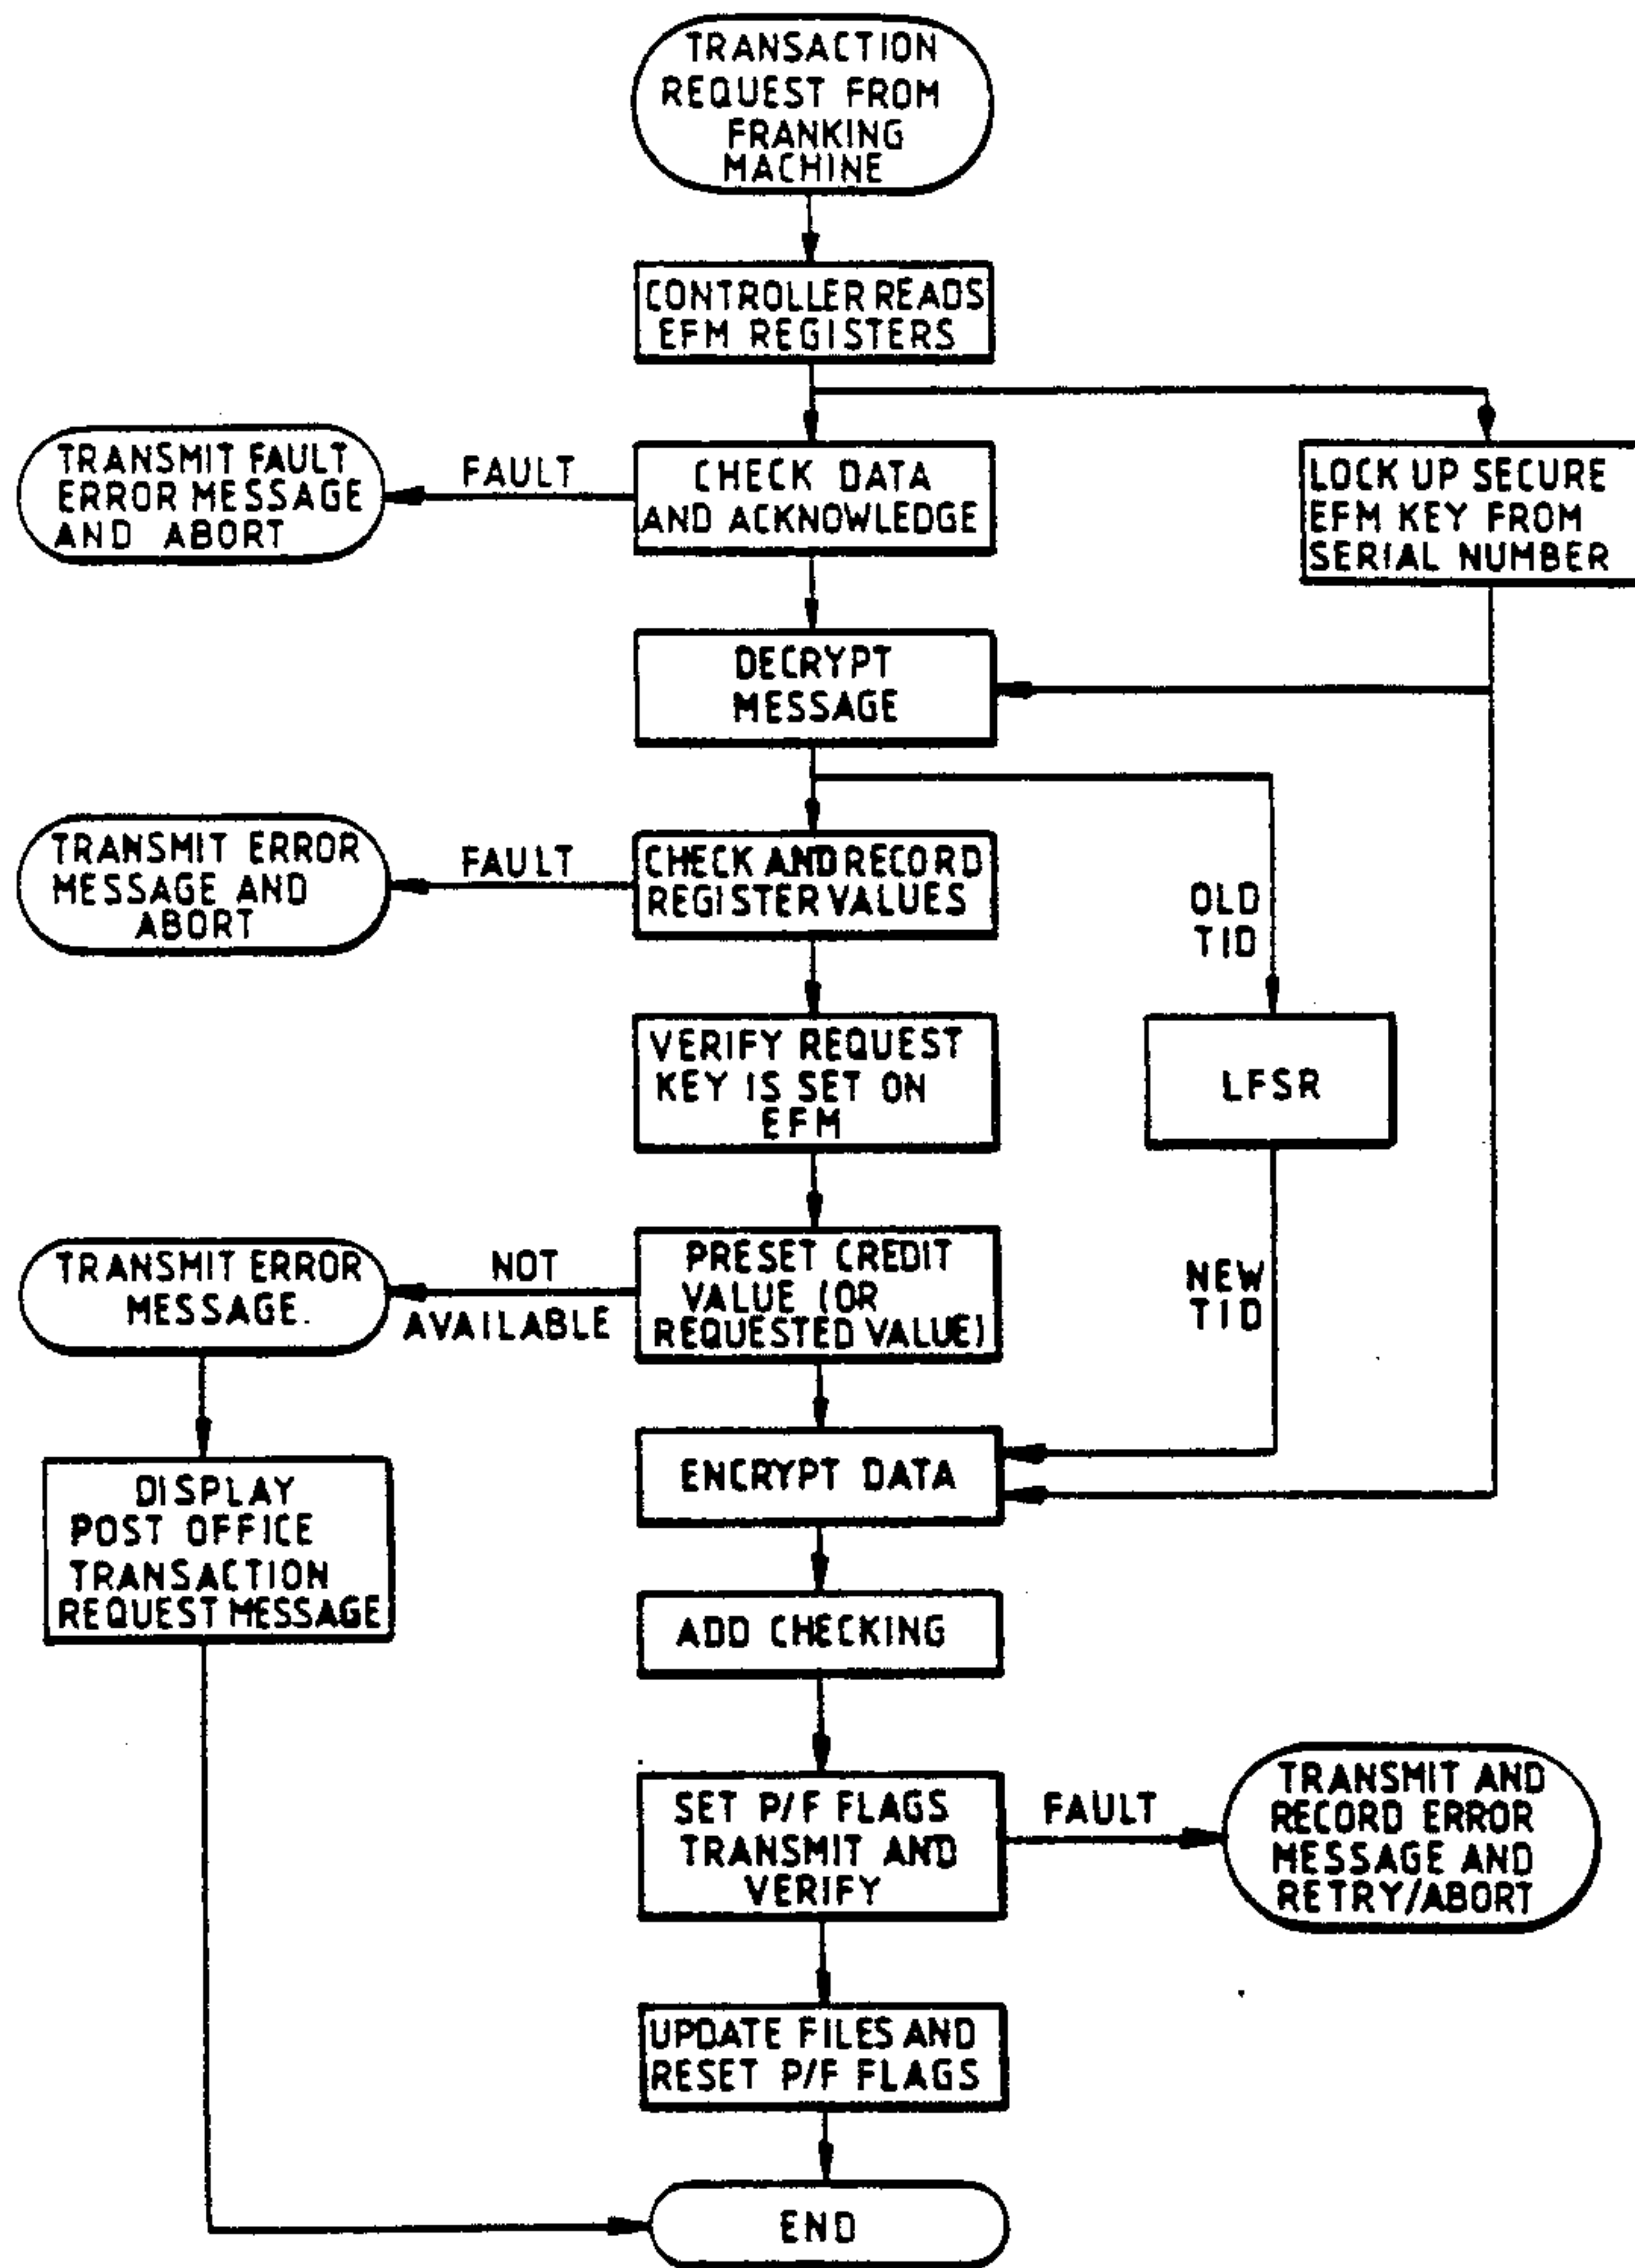 TRANSACTION
REQUEST FROM
FRANKING
MACHINE
CONTROLLER READS
EFM REGISTERS
TRANSMIT FAULT
ERROR MESSAGE
AND ABORT
FAULT
CHECK DATA
AND ACKNOWLEDGE
LOCK UP SECURE
EFM KEY FROM
SERIAL NUMBER
DECRYPT
MESSAGE
TRANSMIT ERROR
MESSAGE AND
ABORT
FAULT
CHECK AND RECORD
REGISTER VALUES
OLD
TID
VERIFY REQUEST
KEY IS SET ON
EFM
LFSR
TRANSMIT ERROR
MESSAGE.
NOT
AVAILABLE
PRESET CREDIT
VALUE (OR
REQUESTED VALUE)
NEW
TID
ENCRYPT DATA
DISPLAY
POST OFFICE
TRANSACTION
REQUEST MESSAGE
ADD CHECKING
SET P/F FLAGS
TRANSMIT AND
VERIFY
FAULT
TRANSMIT AND
RECORD ERROR
MESSAGE AND
RETRY/ABORT
UPDATE FILES AND
RESET P/F FLAGS
END